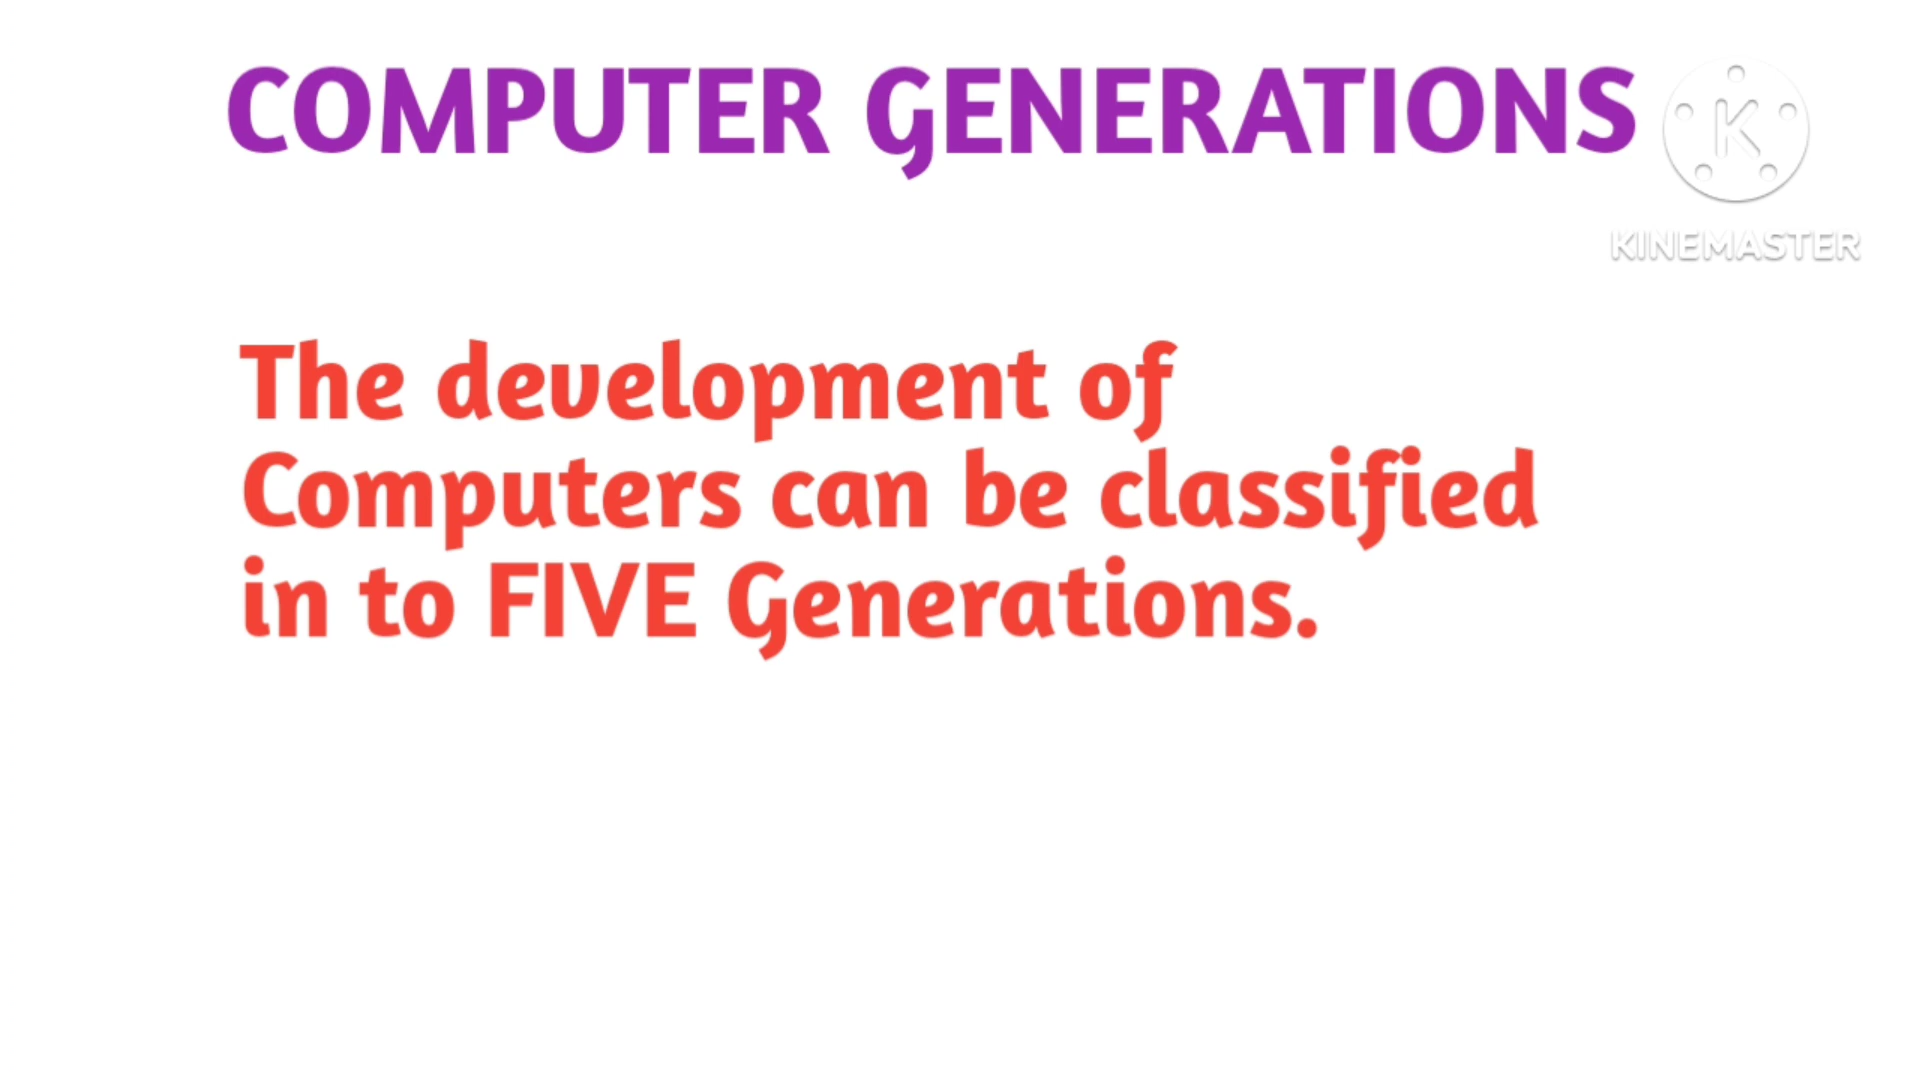 COMPUTER GENERATIONS
K
KINEMASTER
The development of
Computers can be classified
in to FIVE Generations.